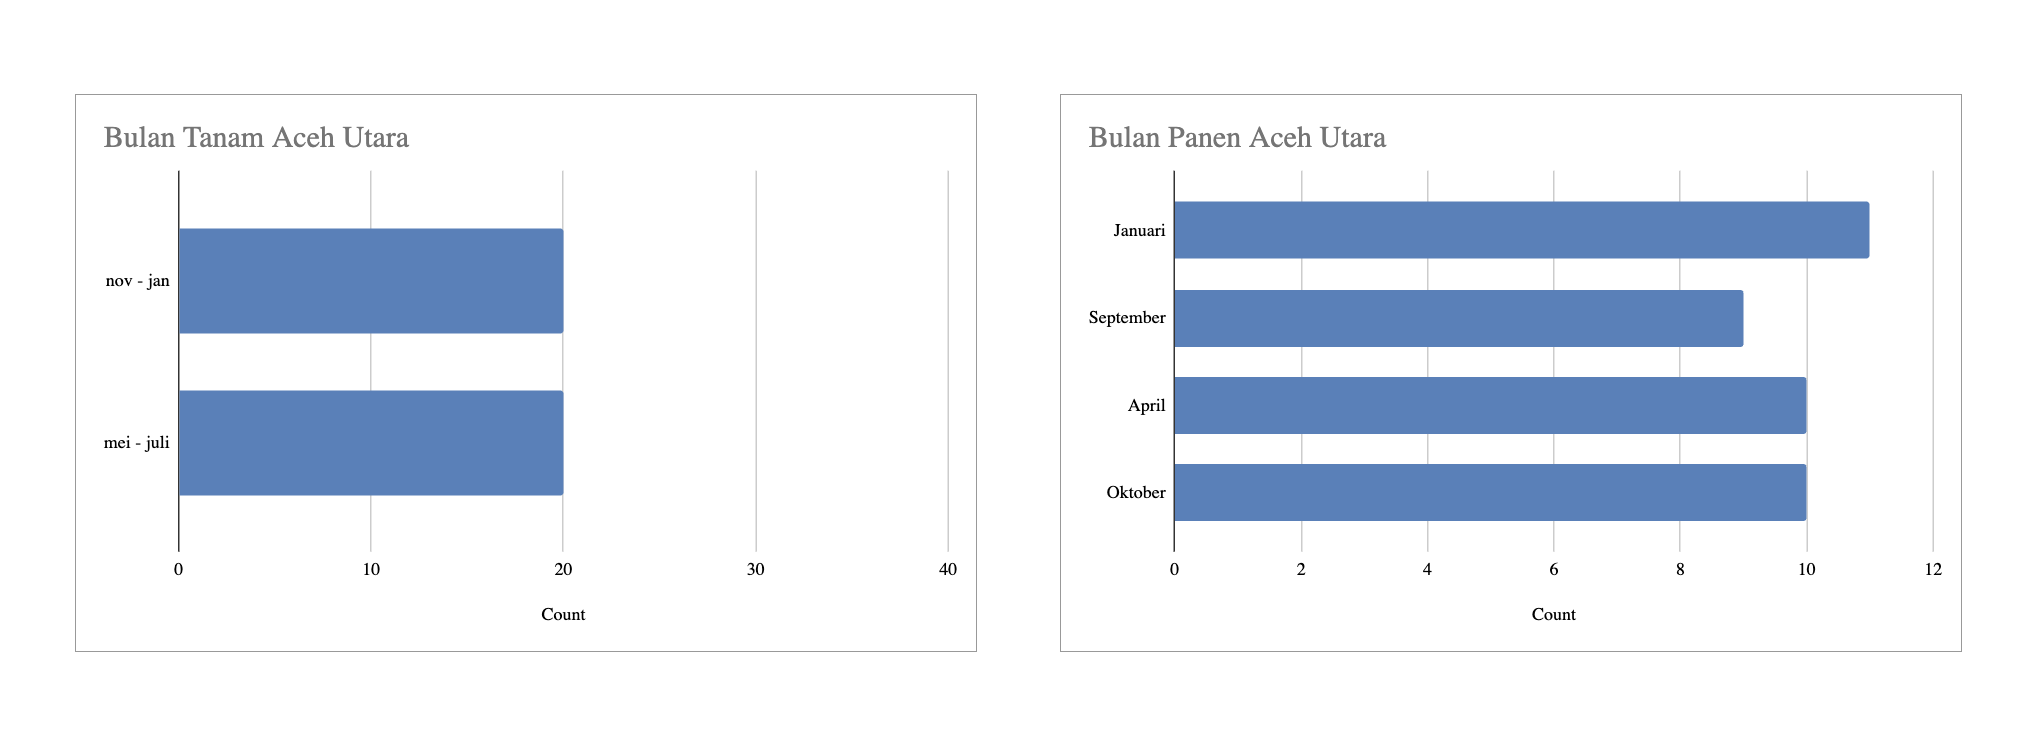 Bulan Tanam Aceh Utara
nov - jan
mei - juli
0 10 20 30 40
Count
Bulan Panen Aceh Utara
Januari
September
April
Oktober
0 2 4 6 8 10 12
Count